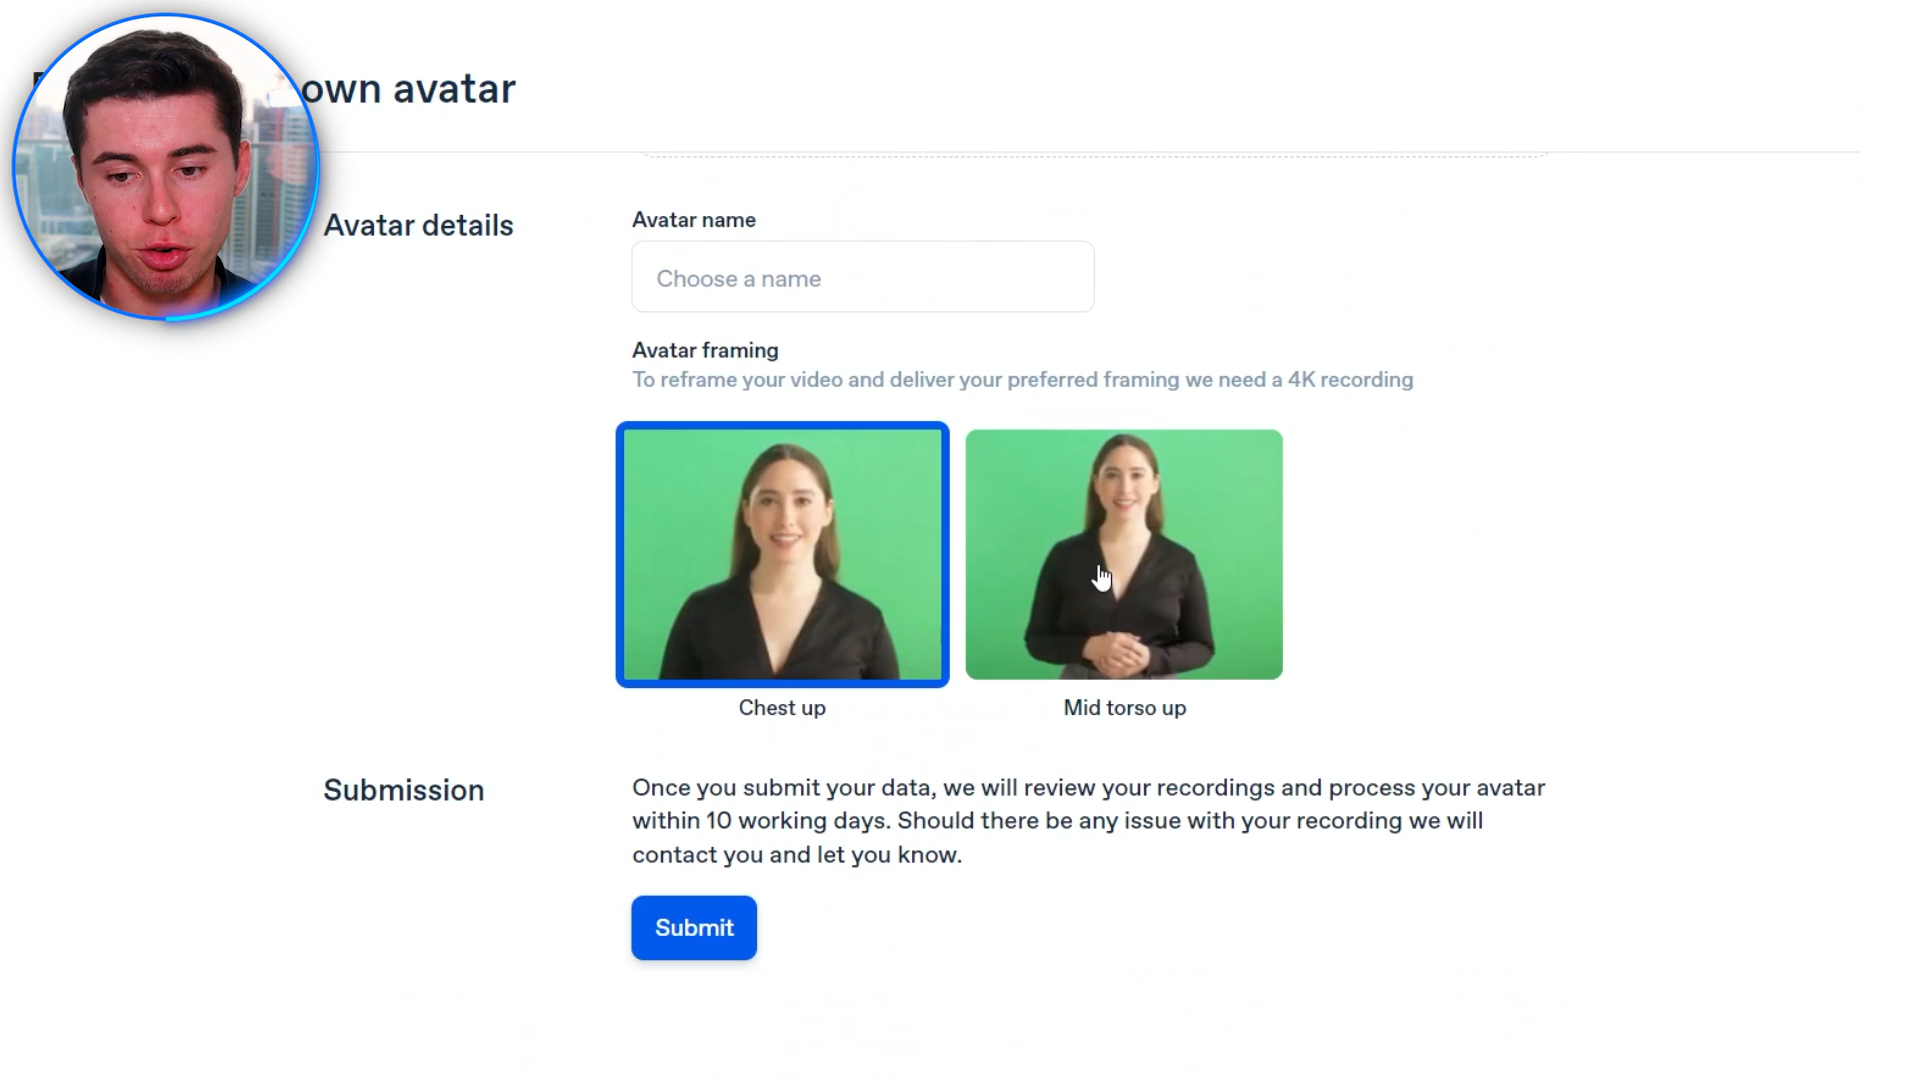 own avatar
Avatar details
Avatar name
Choose a name
Avatar framing
To reframe your video and deliver your preferred framing we need a 4K recording
Chest up
Mid torso up
Submission
Once you submit your data, we will review your recordings and process your avatar
within 10 working days. Should there be any issue with your recording we will
contact you and let you know.
Submit